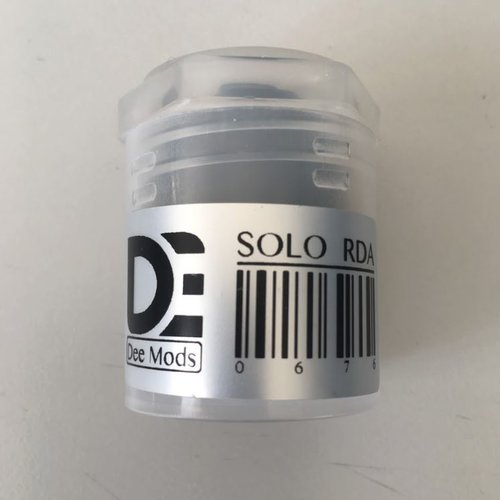 DE
Dee Mods
SOLO RDA
0 6 7 6